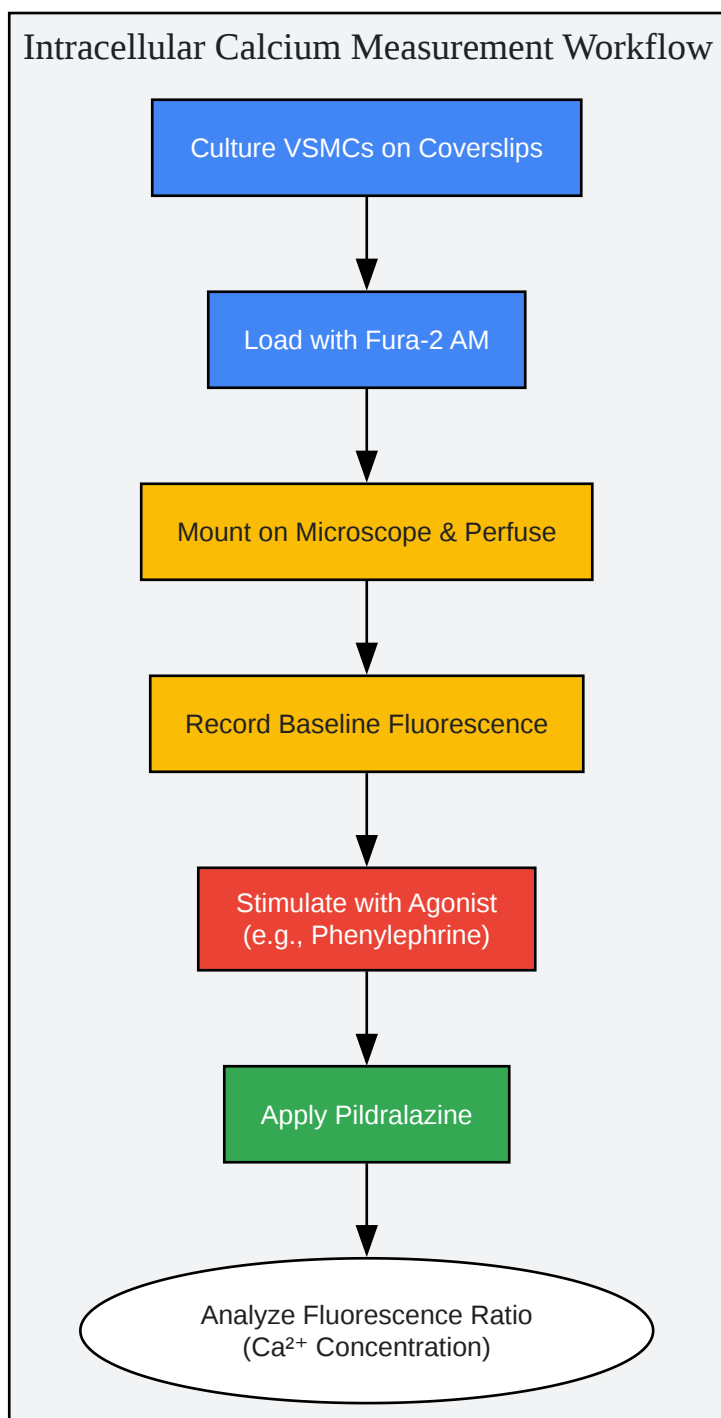 Intracellular Calcium Measurement Workflow
Culture VSMCs on Coverslips
Load with Fura-2 AM
Mount on Microscope & Perfuse
Record Baseline Fluorescence
Stimulate with Agonist
(e.g., Phenylephrine)
Apply Pildralazine
Analyze Fluorescence Ratio
(Ca²⁺ Concentration)